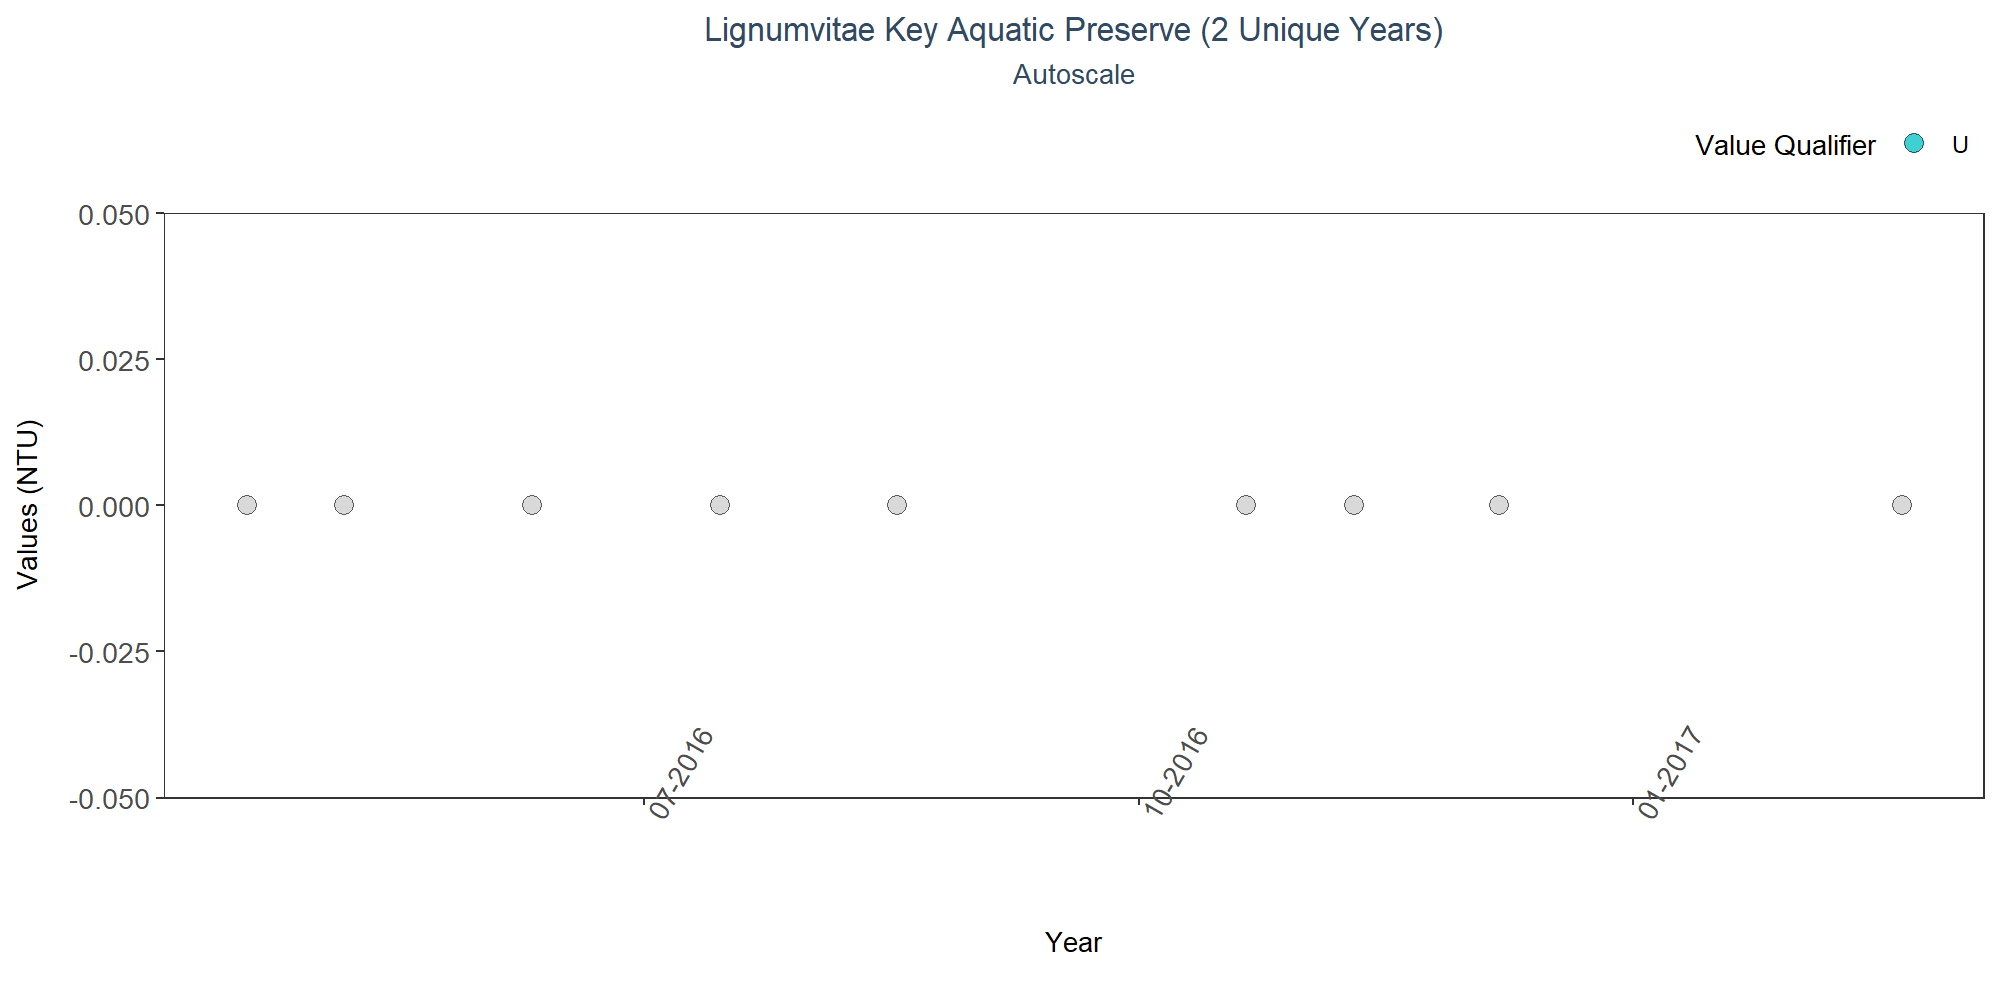 Lignumvitae Key Aquatic Preserve (2 Unique Years)
Autoscale
Value Qualifier U
0.050
0.025
0.000
-0.025
-0.050
Values (NTU)
07-2016
10-2016
01-2017
Year